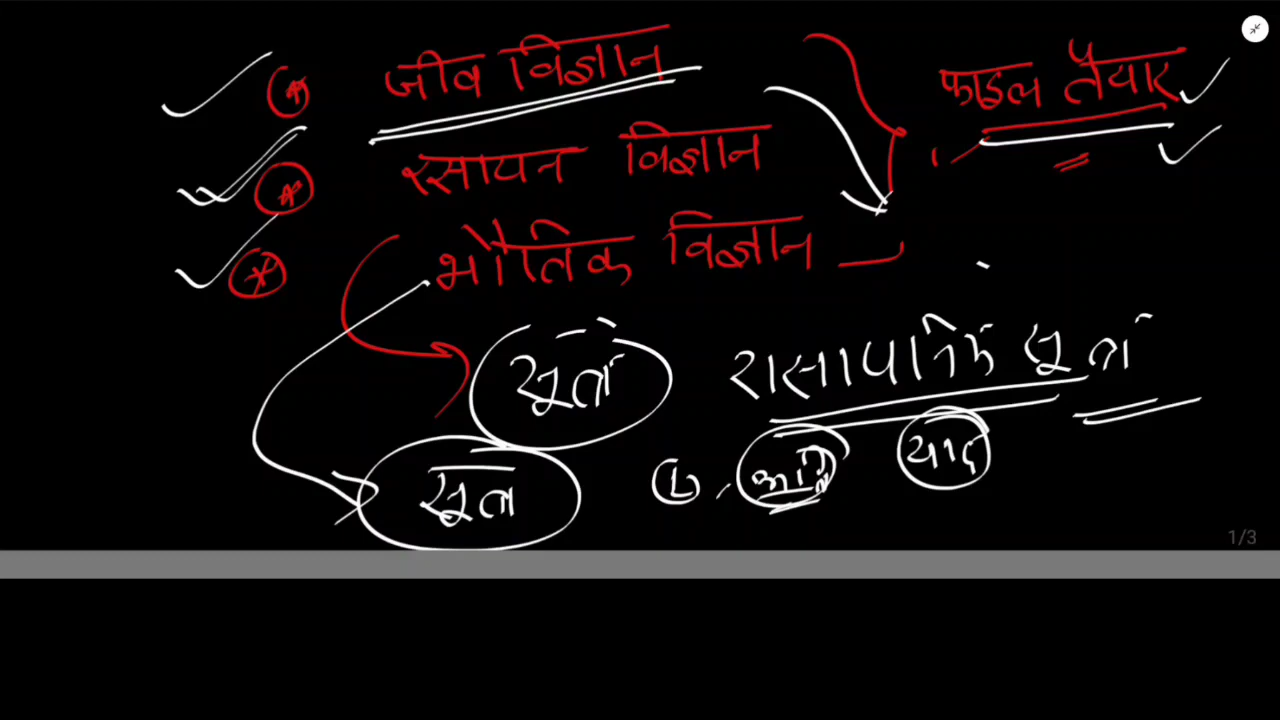 जीव विज्ञान फाइल तैयार
रसायन विज्ञान
भौतिक विज्ञान
सूत्रों रासायनिक सूत्रों
सूत्र याद
1/3